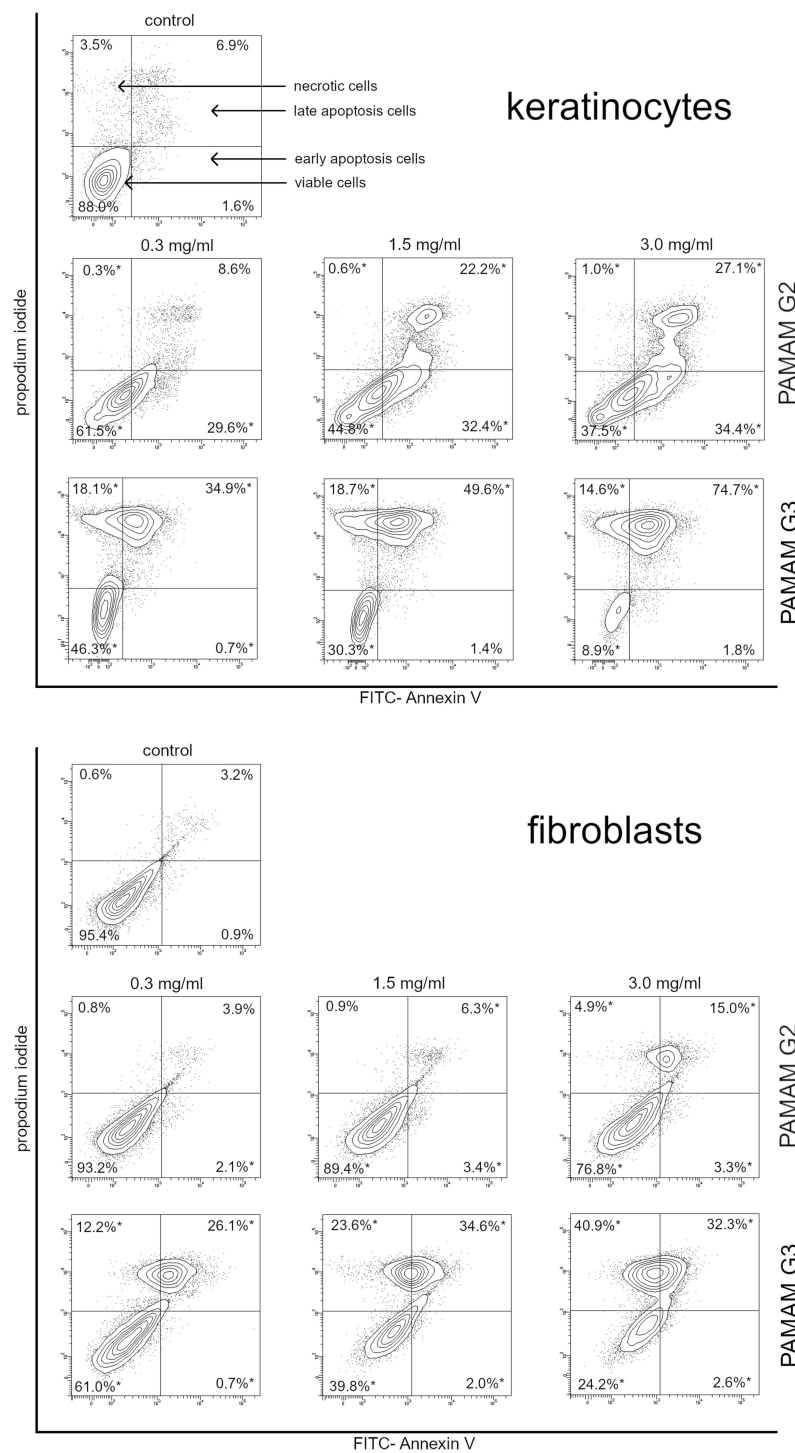 control
3.5% 6.9%
necrotic cells
keratinocytes
late apoptosis cells
early apoptosis cells
viable cells
88.0% 1.6%
0.3 mg/ml 1.5 mg/ml 3.0 mg/ml
0.3%* 8.6% 0.6%* 22.2%* 1.0%* 27.1%*
propodium iodide
PAMAM G2
61.5%* 29.6%* 44.8%* 32.4%* 37.5%* 34.4%*
18.1%* 34.9%* 18.7%* 49.6%* 14.6%* 74.7%*
PAMAM G3
46.3%* 0.7%* 30.3%* 1.4% 8.9%* 1.8%
FITC- Annexin V
control
0.6% 3.2%
fibroblasts
95.4% 0.9%
0.3 mg/ml 1.5 mg/ml 3.0 mg/ml
0.8% 3.9% 0.9% 6.3%* 4.9%* 15.0%*
propodium iodide
PAMAM G2
93.2% 2.1%* 89.4%* 3.4%* 76.8%* 3.3%*
12.2%* 26.1%* 23.6%* 34.6%* 40.9%* 32.3%*
PAMAM G3
61.0%* 0.7%* 39.8%* 2.0%* 24.2%* 2.6%*
FITC- Annexin V